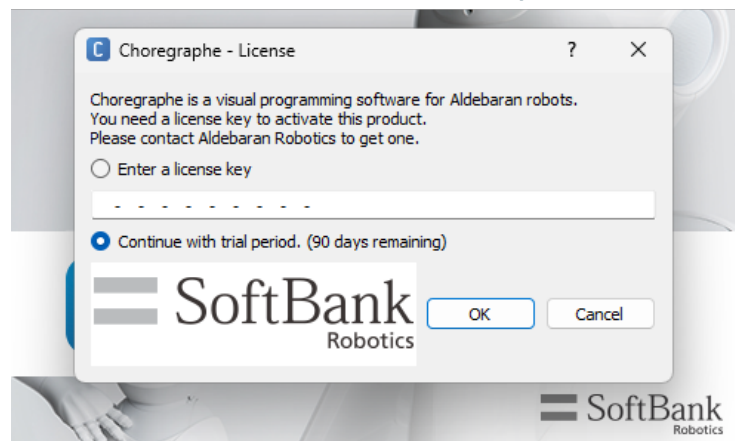 Choregraphe - License
?
Choregraphe is a visual programming software for Aldebaran robots.
You need a license key to activate this product.
Please contact Aldebaran Robotics to get one.
Enter a license key
- - - - - - - - -
Continue with trial period. (90 days remaining)
SoftBank
Robotics
OK
Cancel
SoftBank
Robotics